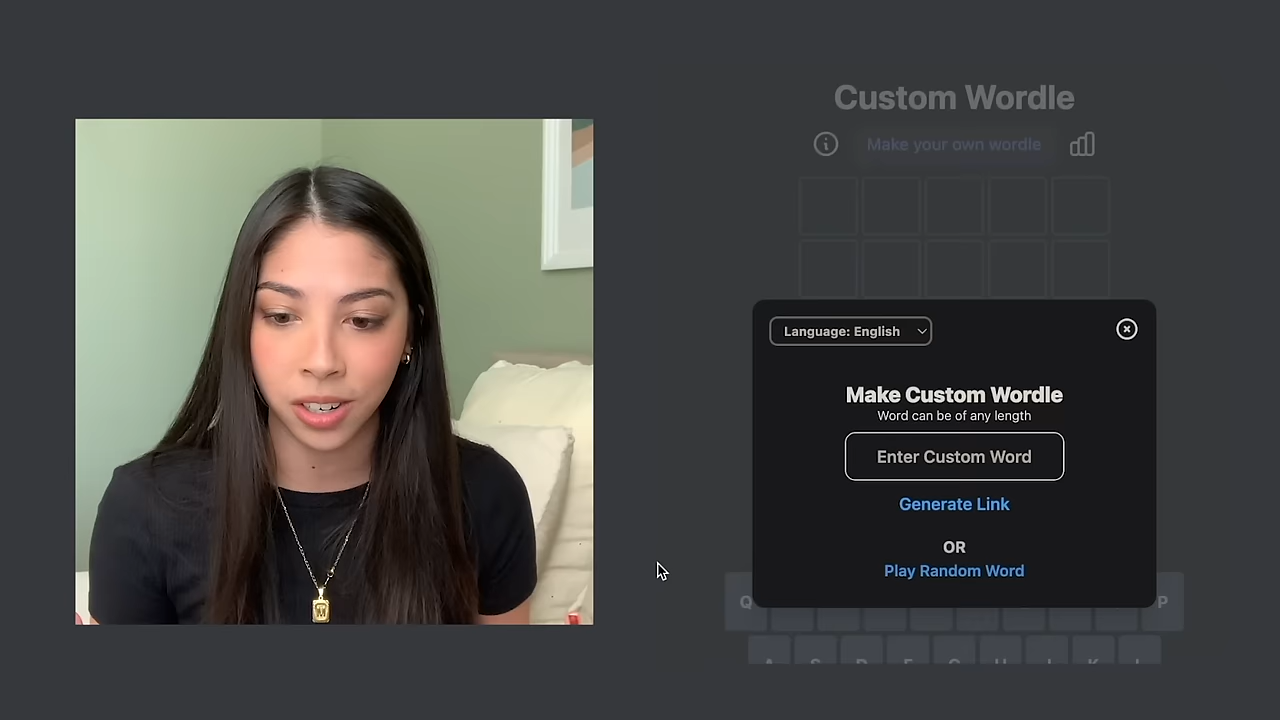 Custom Wordle
Make your own wordle
Language: English
Make Custom Wordle
Word can be of any length
Enter Custom Word
Generate Link
OR
Play Random Word
Q P
M